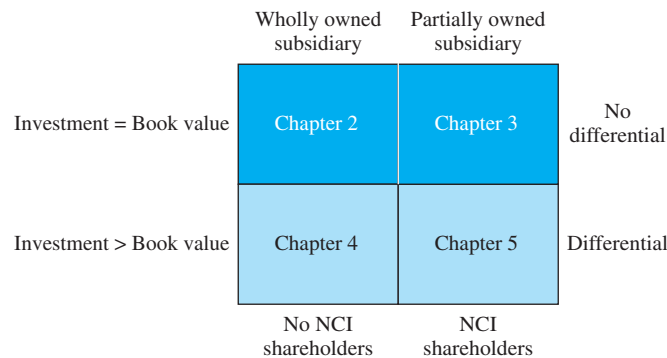 Wholly owned
subsidiary
Partially owned
subsidiary
Investment = Book value
Chapter 2
Chapter 3
No
differential
Investment > Book value
Chapter 4
Chapter 5
Differential
No NCI
shareholders
NCI
shareholders